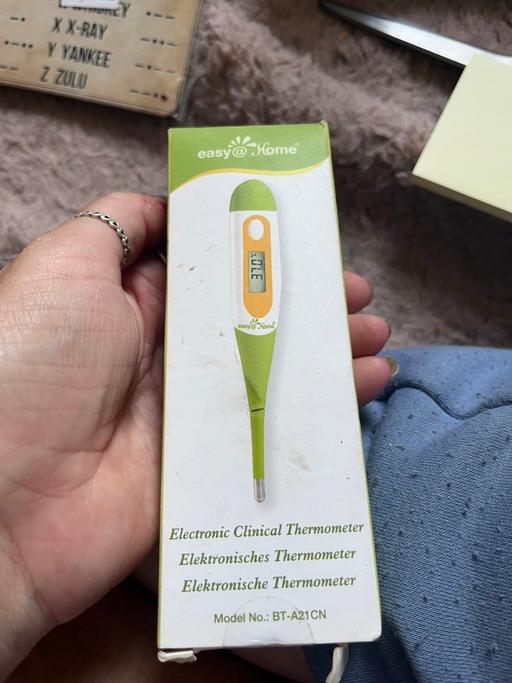 X X-RAY
Y YANKEE
Z ZULU
easy@Home
easy@Home
Electronic Clinical Thermometer
Elektronisches Thermometer
Elektronische Thermometer
Model No.: BT-A21CN